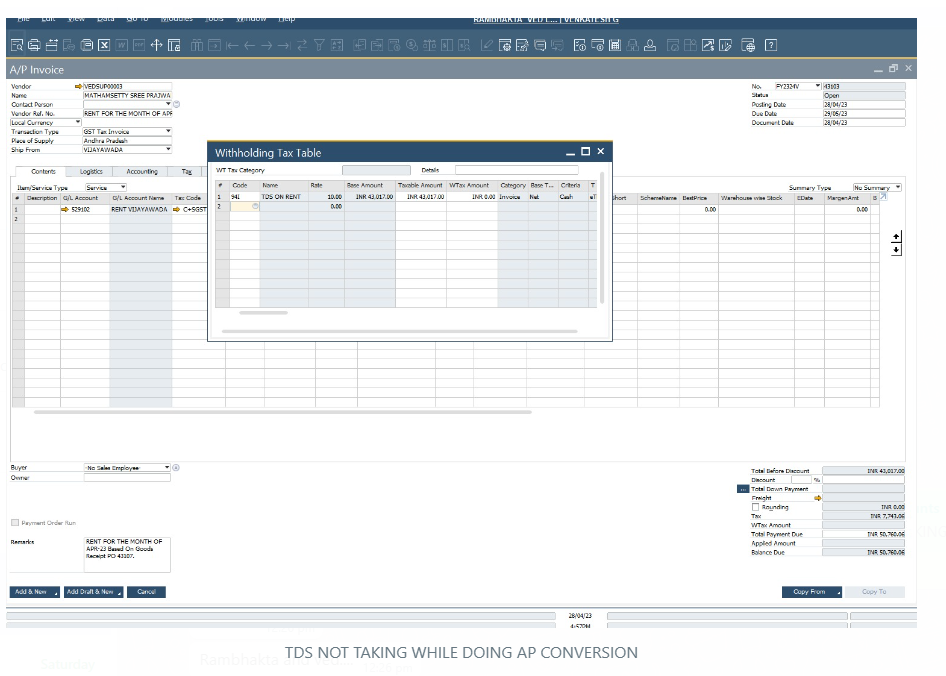 File Edit View Data Go To Modules Tools Window Help
RAMBHAKTA VED E... | VENKATESH G
A/P Invoice
Vendor VEDSUP00003
Name MATHAMSETTY SREE PRAJWA
Contact Person
Vendor Ref. No. RENT FOR THE MONTH OF APR
Local Currency
Transaction Type GST Tax Invoice
Place of Supply Andhra Pradesh
Ship From VIJAYAWADA
No. FY2324V 43103
Status Open
Posting Date 28/04/23
Due Date 29/05/23
Document Date 28/04/23
Contents Logistics Accounting Tax
Item/Service Type Service
Summary Type No Summary
# Description G/L Account G/L Account Name Tax Code
1 529102 RENT VIJAYAWADA C+SGST
2
Short SchemeName BestPrice Warehouse wise Stock EDate MargenAmt B
0.00 0.00
Withholding Tax Table
WT Tax Category Details
# Code Name Rate Base Amount Taxable Amount WTax Amount Category Base T... Criteria T
1 94I TDS ON RENT 10.00 INR 43,017.00 INR 43,017.00 INR 0.00 Invoice Net Cash eT
2 0.00
Buyer -No Sales Employee-
Owner
Payment Order Run
Remarks RENT FOR THE MONTH OF
APR-23 Based On Goods
Receipt PO 43107.
Total Before Discount INR 43,017.00
Discount %
Total Down Payment
Freight
Rounding INR 0.00
Tax INR 7,743.06
WTax Amount
Total Payment Due INR 50,760.06
Applied Amount
Balance Due INR 50,760.06
Add & New Add Draft & New Cancel
Copy From Copy To
28/04/23
4:57PM
TDS NOT TAKING WHILE DOING AP CONVERSION
Saturday
Rambhakta